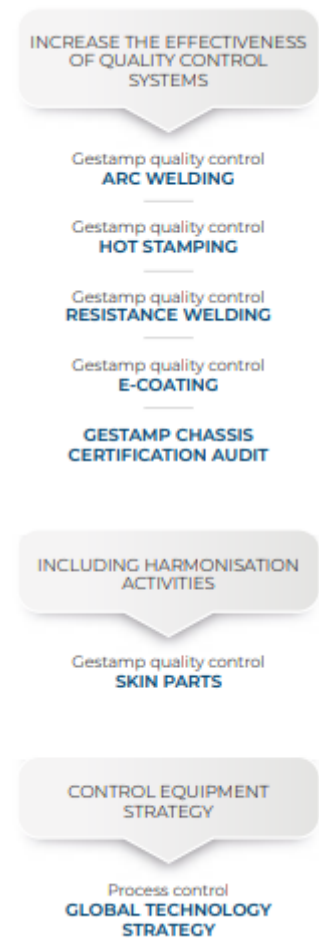 INCREASE THE EFFECTIVENESS
OF QUALITY CONTROL
SYSTEMS
Gestamp quality control
ARC WELDING
Gestamp quality control
HOT STAMPING
Gestamp quality control
RESISTANCE WELDING
Gestamp quality control
E-COATING
GESTAMP CHASSIS
CERTIFICATION AUDIT
INCLUDING HARMONISATION
ACTIVITIES
Gestamp quality control
SKIN PARTS
CONTROL EQUIPMENT
STRATEGY
Process control
GLOBAL TECHNOLOGY
STRATEGY